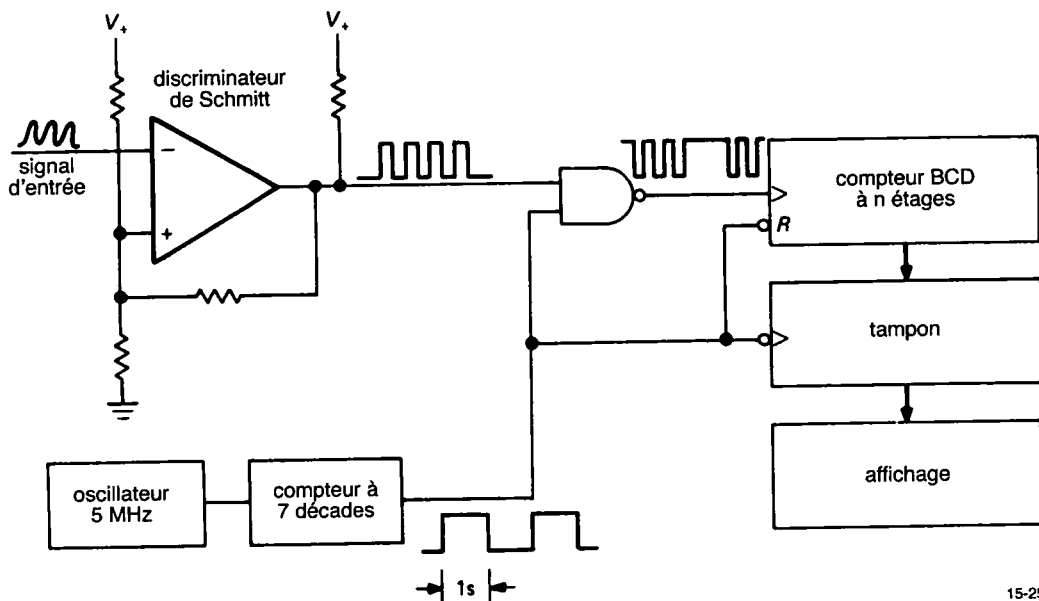 V+
V+
discriminateur
de Schmitt
signal
d'entrée
−
+
compteur BCD
à n étages
R
tampon
affichage
oscillateur
5 MHz
compteur à
7 décades
1s
15-25